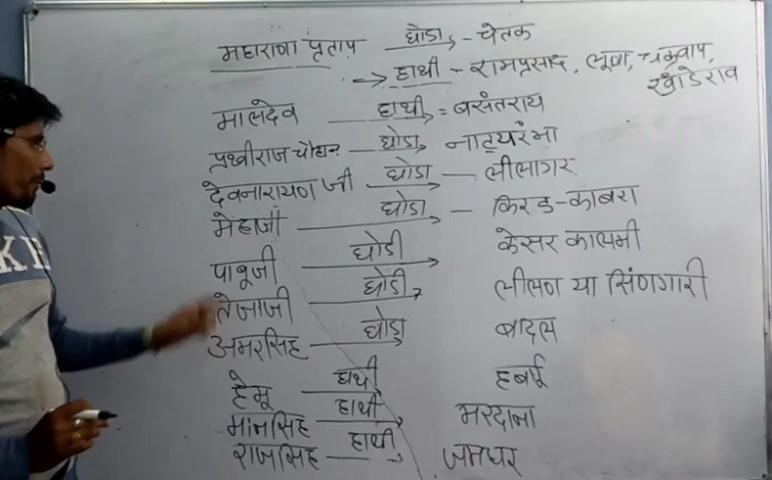 महाराणा प्रताप घोडा - चेतक
→ हाथी - रामप्रसाद, लूणा, चक्रवाप, खांडेराव
मालदेव हाथी = बसंतराय
पृथ्वीराज चौहान - घोडा नाट्यरंभा
देवनारायण जी घोडा - लीलागर
मेहाजी घोडा - किरड-काबरा
पाबूजी घोडी केसर कालमी
तेजाजी घोडी लीलण या सिंणगारी
अमरसिंह घोडा बादल
हेमू हाथी हवाई
मानसिंह हाथी मरदाना
राजसिंह हाथी